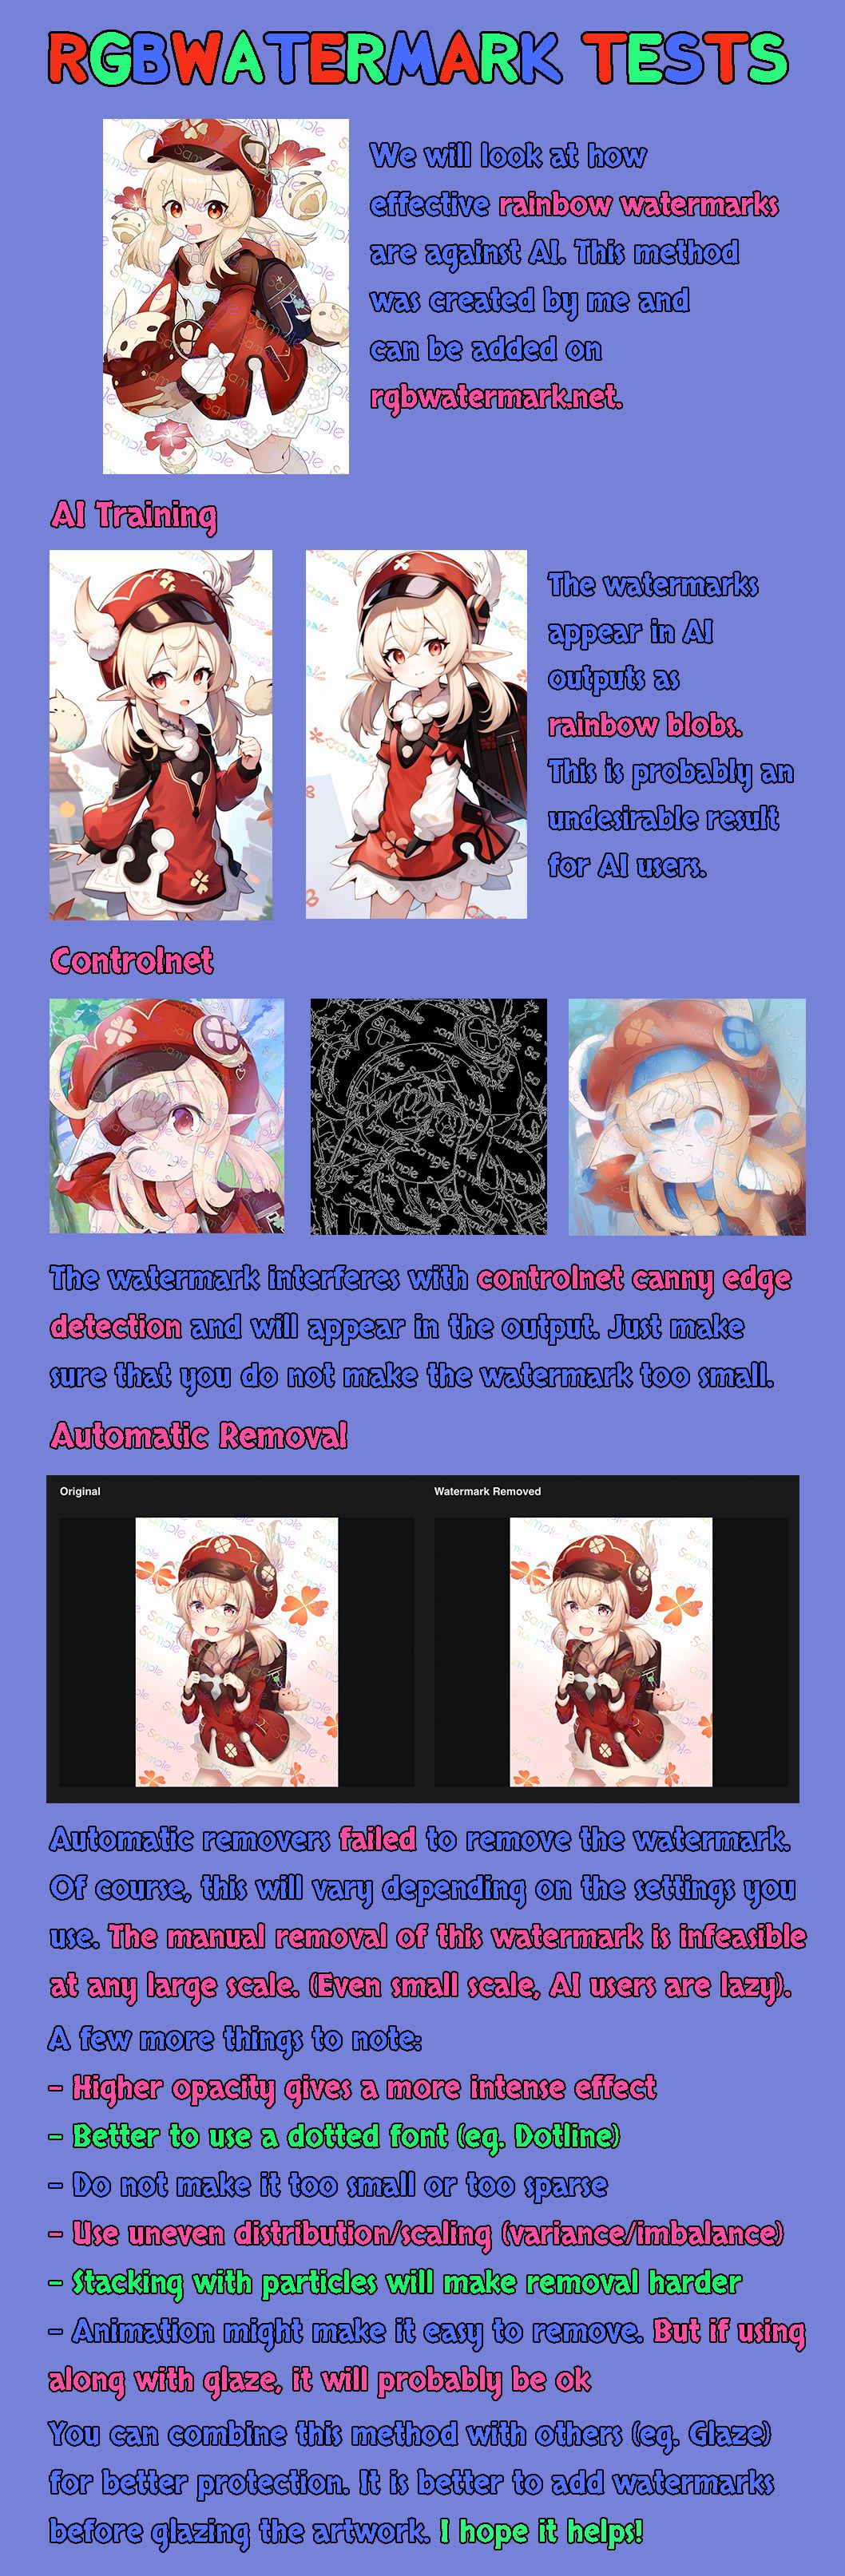 RGBWATERMARK TESTS
We will look at how
effective rainbow watermarks
are against AI. This method
was created by me and
can be added on
rgbwatermark.net.
AI Training
The watermarks
appear in AI
outputs as
rainbow blobs.
This is probably an
undesirable result
for AI users.
Controlnet
The watermark interferes with controlnet canny edge
detection and will appear in the output. Just make
sure that you do not make the watermark too small.
Automatic Removal
Original
Watermark Removed
Automatic removers failed to remove the watermark.
Of course, this will vary depending on the settings you
use. The manual removal of this watermark is infeasible
at any large scale. (Even small scale, AI users are lazy).
A few more things to note:
- Higher opacity gives a more intense effect
- Better to use a dotted font (eg. Dotline)
- Do not make it too small or too sparse
- Use uneven distribution/scaling (variance/imbalance)
- Stacking with particles will make removal harder
- Animation might make it easy to remove. But if using
along with glaze, it will probably be ok
You can combine this method with others (eg. Glaze)
for better protection. It is better to add watermarks
before glazing the artwork. I hope it helps!